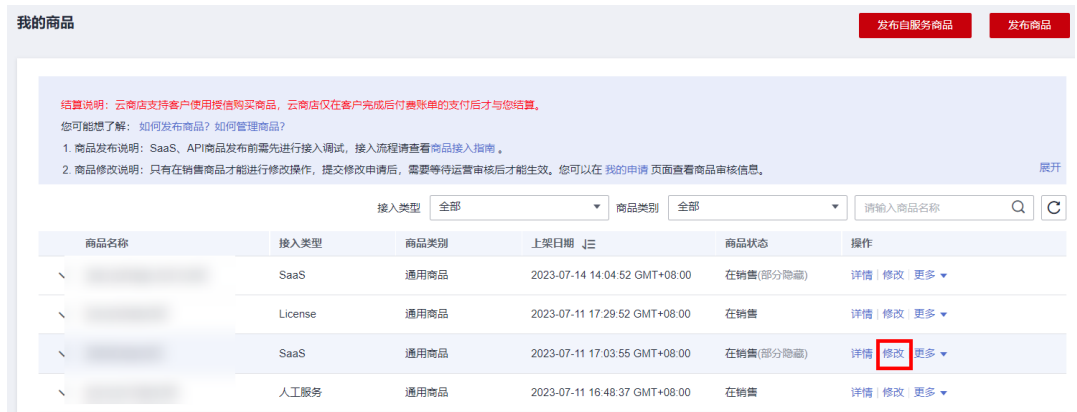 我的商品
发布自服务商品 发布商品
结算说明：云商店支持客户使用授信购买商品，云商店仅在客户完成后付费账单的支付后才与您结算。
您可能想了解： 如何发布商品？如何管理商品？
1. 商品发布说明：SaaS、API商品发布前需先进行接入调试，接入流程请查看商品接入指南 。
2. 商品修改说明：只有在销售商品才能进行修改操作，提交修改申请后，需要等待运营审核后才能生效。您可以在 我的申请 页面查看商品审核信息。 展开
接入类型 全部 商品类别 全部 请输入商品名称
商品名称 接入类型 商品类别 上架日期 商品状态 操作
SaaS 通用商品 2023-07-14 14:04:52 GMT+08:00 在销售(部分隐藏) 详情 修改 更多
License 通用商品 2023-07-11 17:29:52 GMT+08:00 在销售 详情 修改 更多
SaaS 通用商品 2023-07-11 17:03:55 GMT+08:00 在销售(部分隐藏) 详情 修改 更多
人工服务 通用商品 2023-07-11 16:48:37 GMT+08:00 在销售 详情 修改 更多